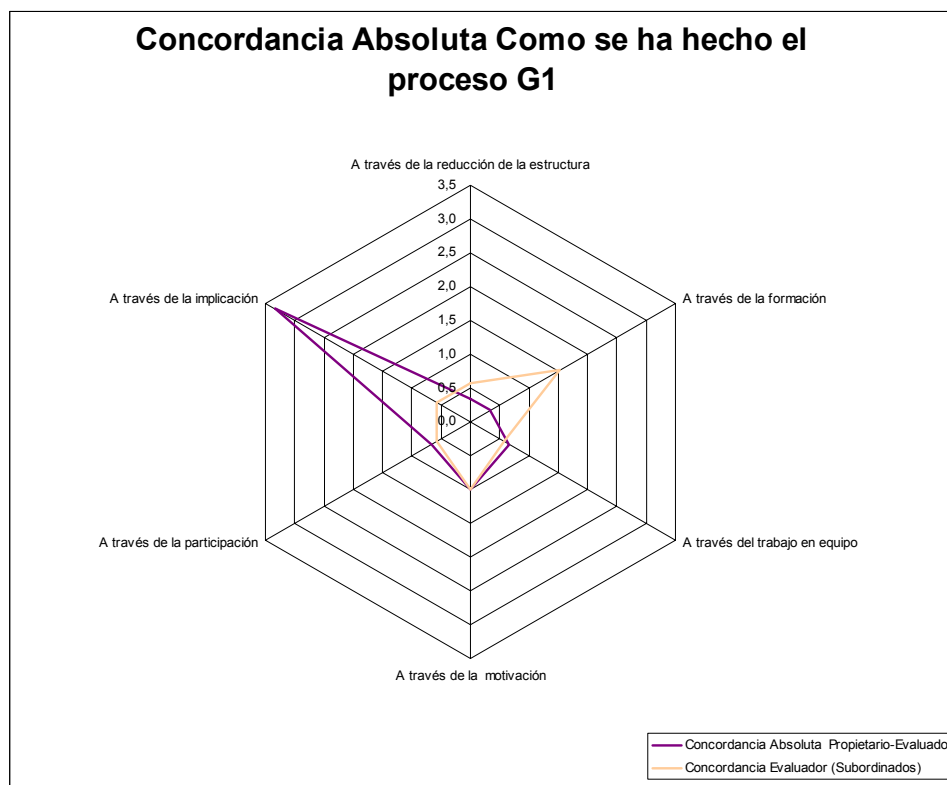 Concordancia Absoluta Como se ha hecho el
proceso G1
A través de la reducción de la estructura
3,5
3,0
2,5
2,0
1,5
1,0
0,5
0,0
A través de la implicación
A través de la formación
A través de la participación
A través del trabajo en equipo
A través de la  motivación
Concordancia Absoluta  Propietario-Evaluado
Concordancia Evaluador (Subordinados)